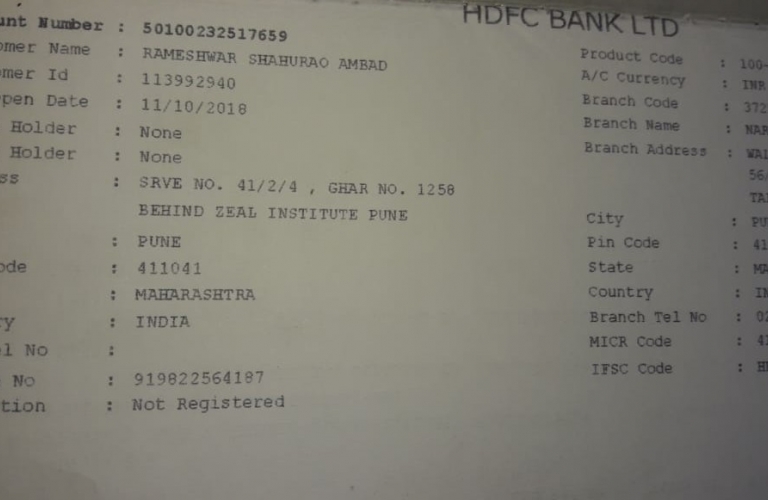 HDFC BANK LTD
unt Number : 50100232517659
omer Name : RAMESHWAR SHAHURAO AMBAD
omer Id : 113992940
pen Date : 11/10/2018
Holder : None
Holder : None
ss : SRVE NO. 41/2/4 , GHAR NO. 1258
BEHIND ZEAL INSTITUTE PUNE
: PUNE
ode : 411041
: MAHARASHTRA
ry : INDIA
l No :
No : 919822564187
tion : Not Registered
Product Code : 100-
A/C Currency : INR
Branch Code : 372
Branch Name : NAR
Branch Address : WAL
56/
TA
City : PU
Pin Code : 41
State : MA
Country : IN
Branch Tel No : 02
MICR Code : 41
IFSC Code : H